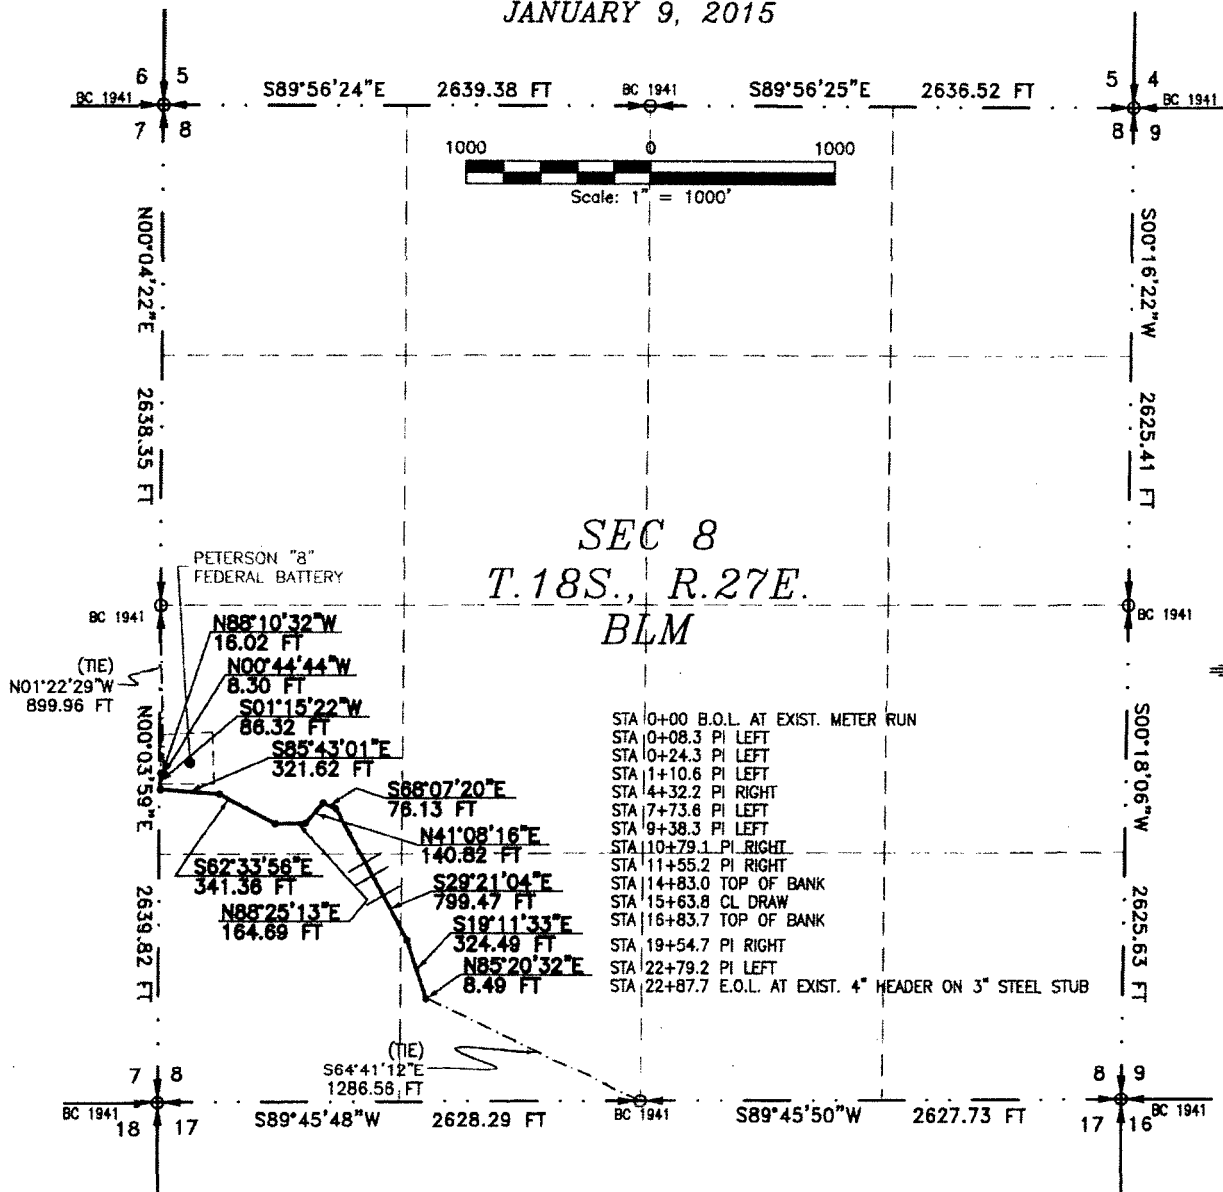 JANUARY 9, 2015
6 5
5 4
S89°56'24"E 2639.38 FT
BC 1941
S89°56'25"E 2636.52 FT
BC 1941
BC 1941
7 8
8 9
1000 0 1000
Scale: 1" = 1000'
N00°04'22"E 2638.35 FT
S00°16'22"W 2625.41 FT
SEC 8
T.18S., R.27E.
BLM
PETERSON "8"
FEDERAL BATTERY
BC 1941
BC 1941
(TIE)
N01°22'29"W
899.96 FT
N88°10'32"W
16.02 FT
N00°44'44"W
8.30 FT
S01°15'22"W
86.32 FT
S85°43'01"E
321.62 FT
N00°03'59"E 2639.82 FT
S00°18'06"W 2625.63 FT
S68°07'20"E
76.13 FT
N41°08'16"E
140.82 FT
S62°33'56"E
341.36 FT
S29°21'04"E
799.47 FT
N88°25'13"E
164.69 FT
S19°11'33"E
324.49 FT
N85°20'32"E
8.49 FT
STA 0+00 B.O.L. AT EXIST. METER RUN
STA 0+08.3 PI LEFT
STA 0+24.3 PI LEFT
STA 1+10.6 PI LEFT
STA 4+32.2 PI RIGHT
STA 7+73.6 PI LEFT
STA 9+38.3 PI LEFT
STA 10+79.1 PI RIGHT
STA 11+55.2 PI RIGHT
STA 14+83.0 TOP OF BANK
STA 15+63.8 CL DRAW
STA 16+83.7 TOP OF BANK
STA 19+54.7 PI RIGHT
STA 22+79.2 PI LEFT
STA 22+87.7 E.O.L. AT EXIST. 4" HEADER ON 3" STEEL STUB
(TIE)
S64°41'12"E
1286.56 FT
7 8
8 9
BC 1941
S89°45'48"W 2628.29 FT
BC 1941
S89°45'50"W 2627.73 FT
BC 1941
18 17
17 16